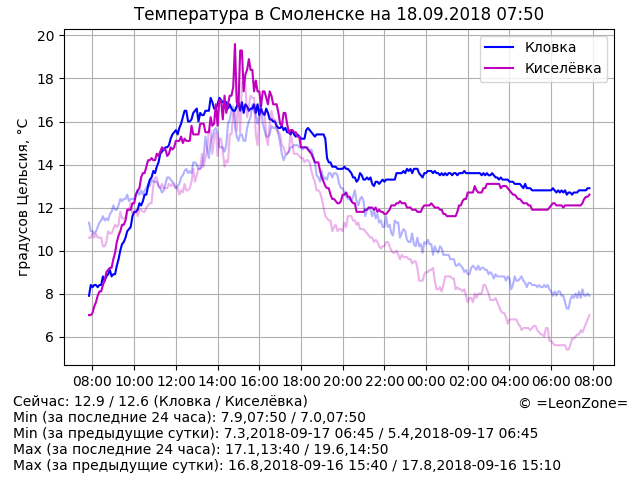 Температура в Смоленске на 18.09.2018 07:50
Кловка
Киселёвка
градусов Цельсия, °C
20
18
16
14
12
10
8
6
08:00 10:00 12:00 14:00 16:00 18:00 20:00 22:00 00:00 02:00 04:00 06:00 08:00
Сейчас: 12.9 / 12.6 (Кловка / Киселёвка)
© =LeonZone=
Min (за последние 24 часа): 7.9,07:50 / 7.0,07:50
Min (за предыдущие сутки): 7.3,2018-09-17 06:45 / 5.4,2018-09-17 06:45
Max (за последние 24 часа): 17.1,13:40 / 19.6,14:50
Max (за предыдущие сутки): 16.8,2018-09-16 15:40 / 17.8,2018-09-16 15:10